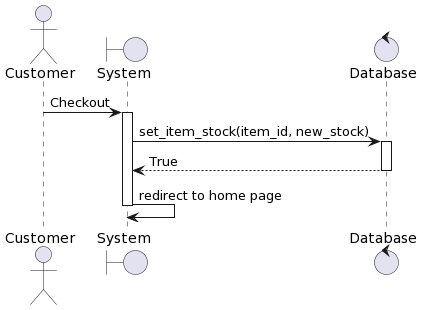 Customer System Database
Checkout
set_item_stock(item_id, new_stock)
True
redirect to home page
Customer System Database